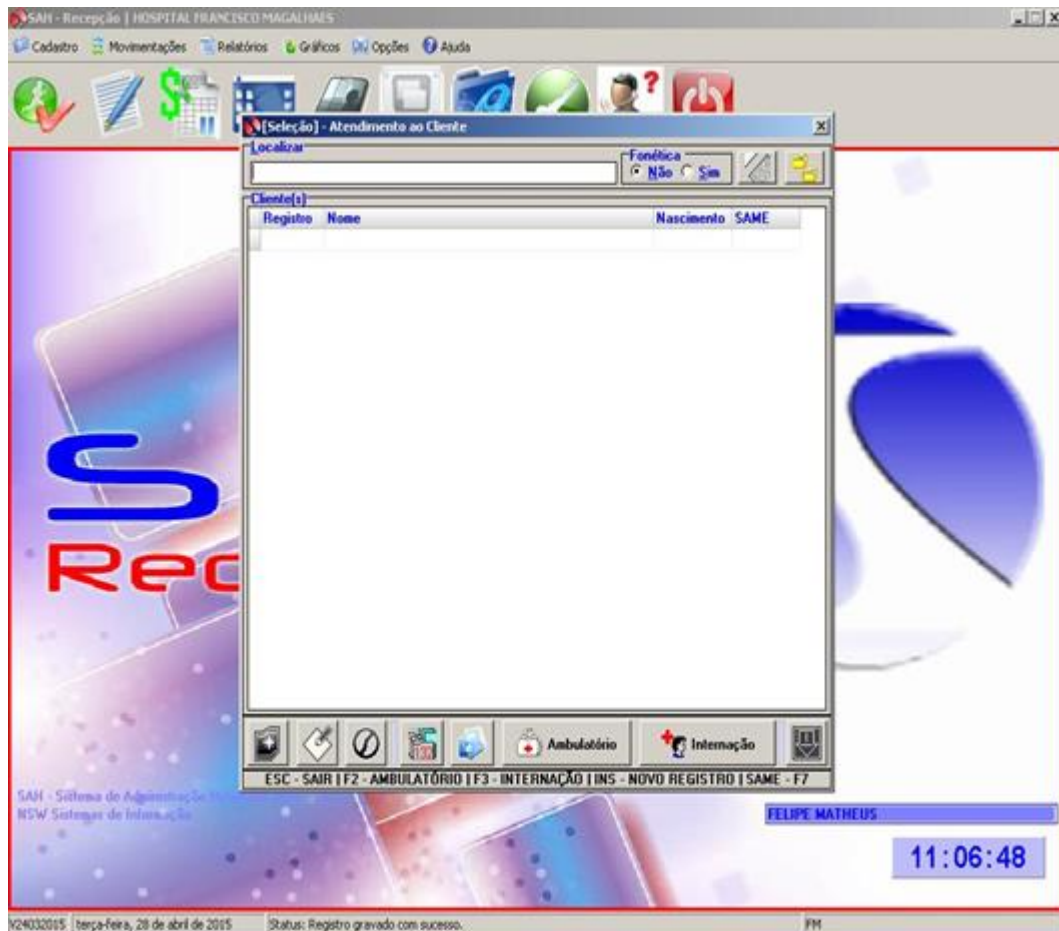 SAH - Recepção | HOSPITAL FRANCISCO MAGALHAES
Cadastro Movimentações Relatórios Gráficos Opções Ajuda
[Seleção] - Atendimento ao Cliente
Localizar
Fonética
Não Sim
Cliente(s)
Registro Nome Nascimento SAME
S
Rec
Ambulatório Internação
ESC - SAIR | F2 - AMBULATÓRIO | F3 - INTERNAÇÃO | INS - NOVO REGISTRO | SAME - F7
SAH - Sistema de
NSW Sistemas de Informação
FELIPE MATHEUS
11:06:48
V24032015 terça-feira, 28 de abril de 2015 Status: Registro gravado com sucesso. FM